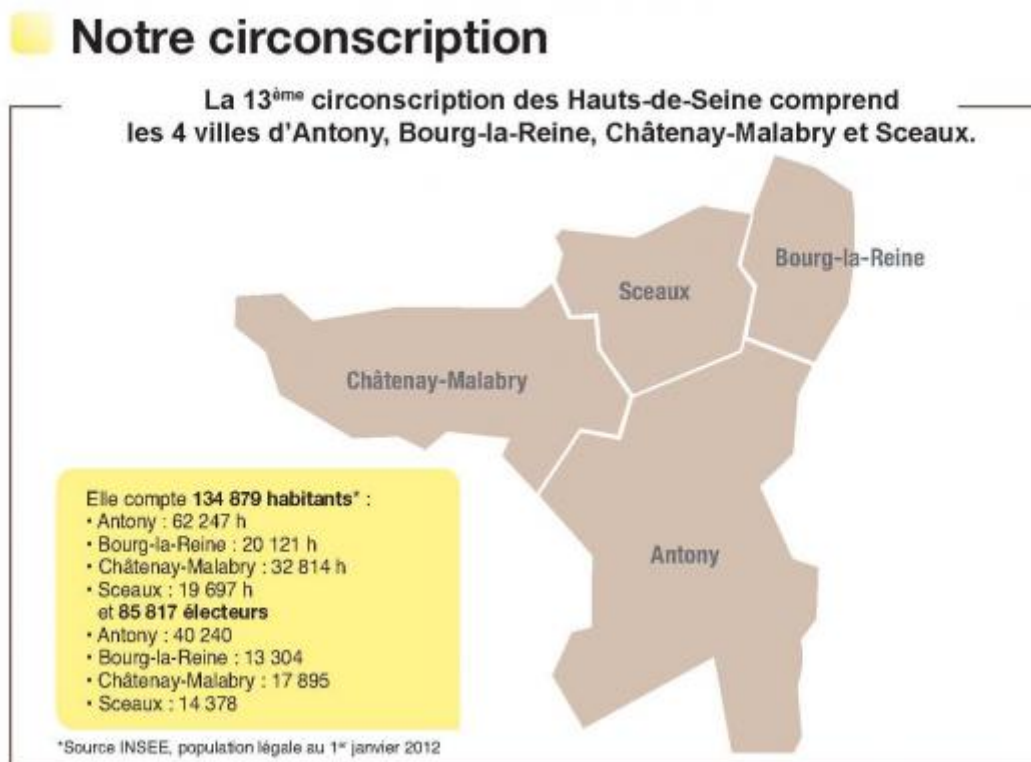 Notre circonscription
La 13ème circonscription des Hauts-de-Seine comprend
les 4 villes d'Antony, Bourg-la-Reine, Châtenay-Malabry et Sceaux.
Bourg-la-Reine
Sceaux
Châtenay-Malabry
Antony
Elle compte 134 879 habitants* :
• Antony : 62 247 h
• Bourg-la-Reine : 20 121 h
• Châtenay-Malabry : 32 814 h
• Sceaux : 19 697 h
et 85 817 électeurs
• Antony : 40 240
• Bourg-la-Reine : 13 304
• Châtenay-Malabry : 17 895
• Sceaux : 14 378
*Source INSEE, population légale au 1er janvier 2012